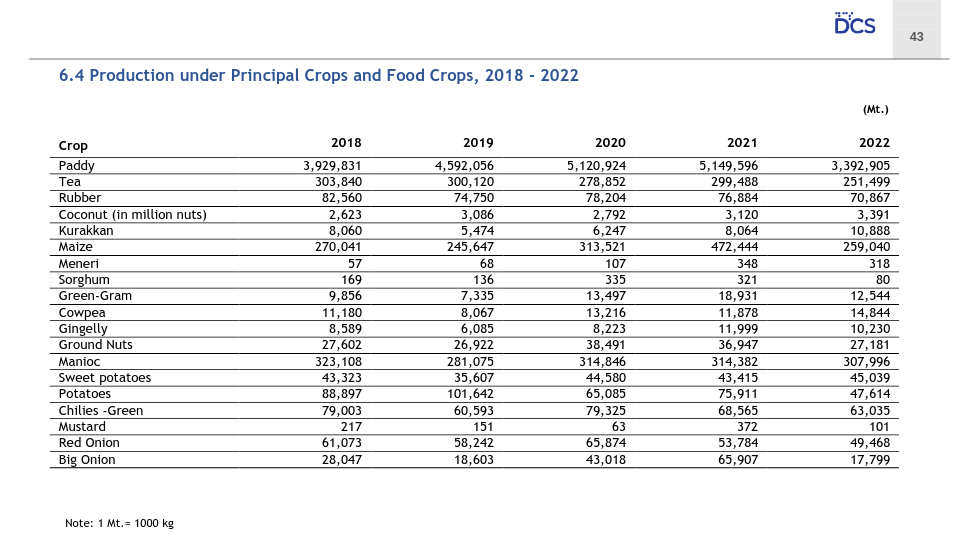 DCS
43
6.4 Production under Principal Crops and Food Crops, 2018 - 2022
(Mt.)
Crop 2018 2019 2020 2021 2022
Paddy 3,929,831 4,592,056 5,120,924 5,149,596 3,392,905
Tea 303,840 300,120 278,852 299,488 251,499
Rubber 82,560 74,750 78,204 76,884 70,867
Coconut (in million nuts) 2,623 3,086 2,792 3,120 3,391
Kurakkan 8,060 5,474 6,247 8,064 10,888
Maize 270,041 245,647 313,521 472,444 259,040
Meneri 57 68 107 348 318
Sorghum 169 136 335 321 80
Green-Gram 9,856 7,335 13,497 18,931 12,544
Cowpea 11,180 8,067 13,216 11,878 14,844
Gingelly 8,589 6,085 8,223 11,999 10,230
Ground Nuts 27,602 26,922 38,491 36,947 27,181
Manioc 323,108 281,075 314,846 314,382 307,996
Sweet potatoes 43,323 35,607 44,580 43,415 45,039
Potatoes 88,897 101,642 65,085 75,911 47,614
Chilies -Green 79,003 60,593 79,325 68,565 63,035
Mustard 217 151 63 372 101
Red Onion 61,073 58,242 65,874 53,784 49,468
Big Onion 28,047 18,603 43,018 65,907 17,799
Note: 1 Mt.= 1000 kg